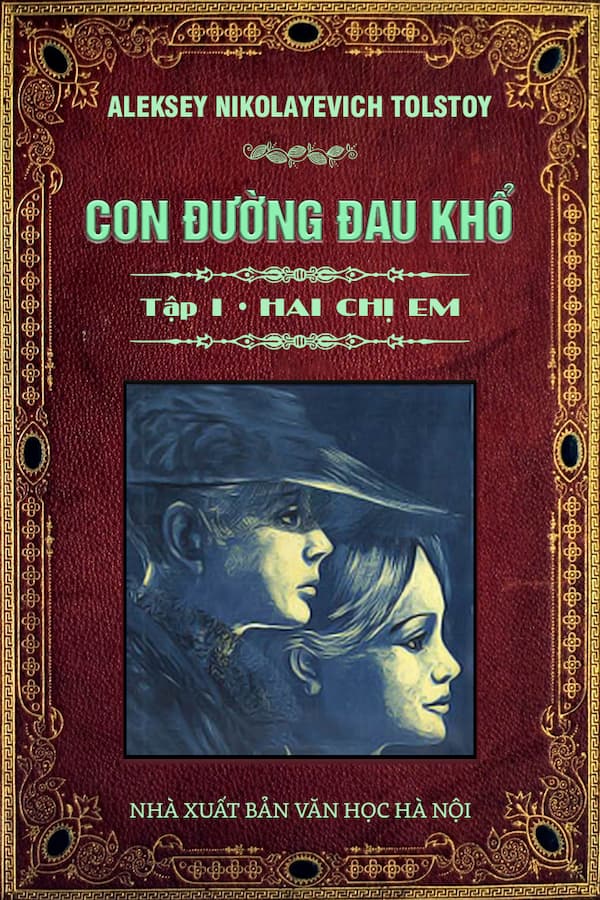 ALEKSEY NIKOLAYEVICH TOLSTOY
CON ĐƯỜNG ĐAU KHỔ
Tập I • HAI CHỊ EM
NHÀ XUẤT BẢN VĂN HỌC HÀ NỘI